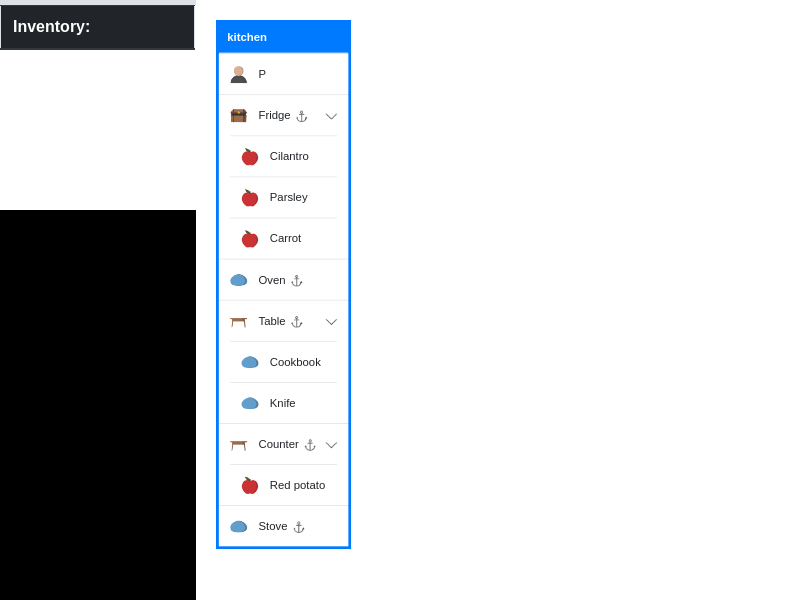 Inventory:
kitchen
P
Fridge
Cilantro
Parsley
Carrot
Oven
Table
Cookbook
Knife
Counter
Red potato
Stove